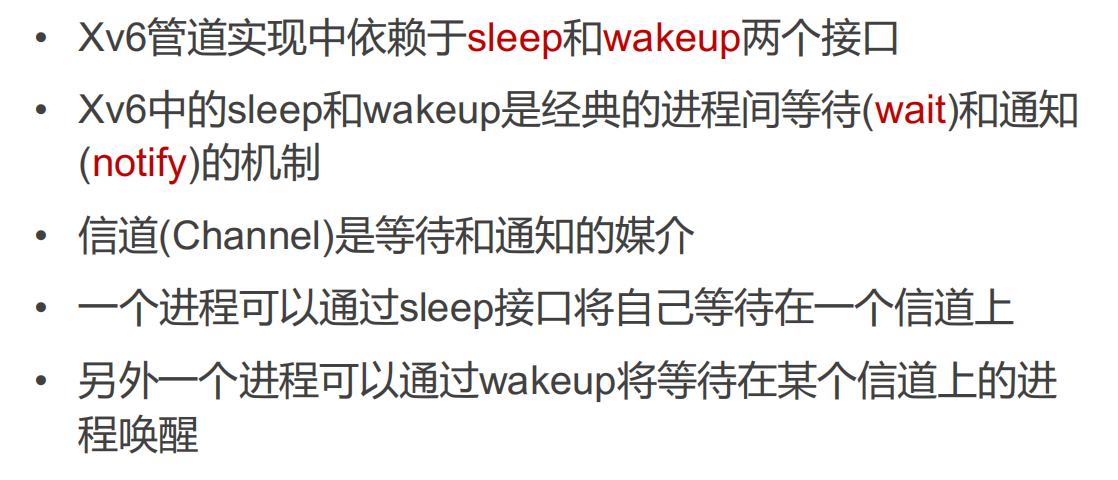 • Xv6管道实现中依赖于sleep和wakeup两个接口
• Xv6中的sleep和wakeup是经典的进程间等待(wait)和通知
(notify)的机制
• 信道(Channel)是等待和通知的媒介
• 一个进程可以通过sleep接口将自己等待在一个信道上
• 另外一个进程可以通过wakeup将等待在某个信道上的进
程唤醒